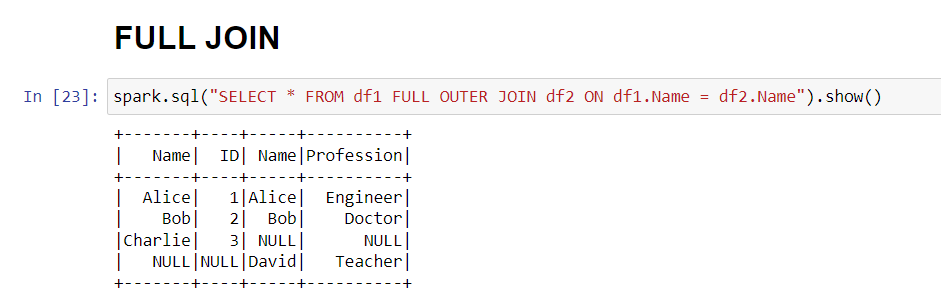 FULL JOIN
In [23]: spark.sql("SELECT * FROM df1 FULL OUTER JOIN df2 ON df1.Name = df2.Name").show()
+-------+----+-----+----------+
|   Name|  ID| Name|Profession|
+-------+----+-----+----------+
|  Alice|   1|Alice|  Engineer|
|    Bob|   2|  Bob|    Doctor|
|Charlie|   3| NULL|      NULL|
|   NULL|NULL|David|   Teacher|
+-------+----+-----+----------+